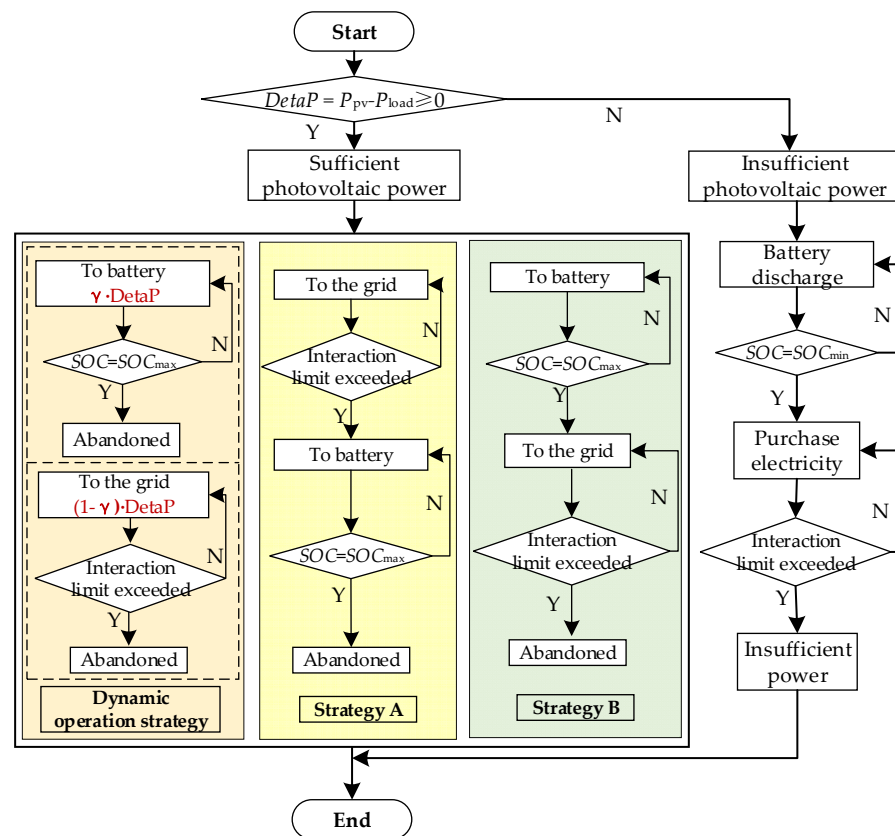 Start
DetaP = Ppv-Pload≥0
Y
N
Sufficient
photovoltaic power
Insufficient
photovoltaic power
To battery
γ·DetaP
N
SOC=SOCmax
Y
Abandoned
To the grid
(1-γ)·DetaP
N
Interaction
limit exceeded
Y
Abandoned
Dynamic
operation strategy
To the grid
N
Interaction
limit exceeded
Y
To battery
N
SOC=SOCmax
Y
Abandoned
Strategy A
To battery
N
SOC=SOCmax
Y
To the grid
N
Interaction
limit exceeded
Y
Abandoned
Strategy B
Battery
discharge
N
SOC=SOCmin
Y
Purchase
electricity
N
Interaction
limit exceeded
Y
Insufficient
power
End